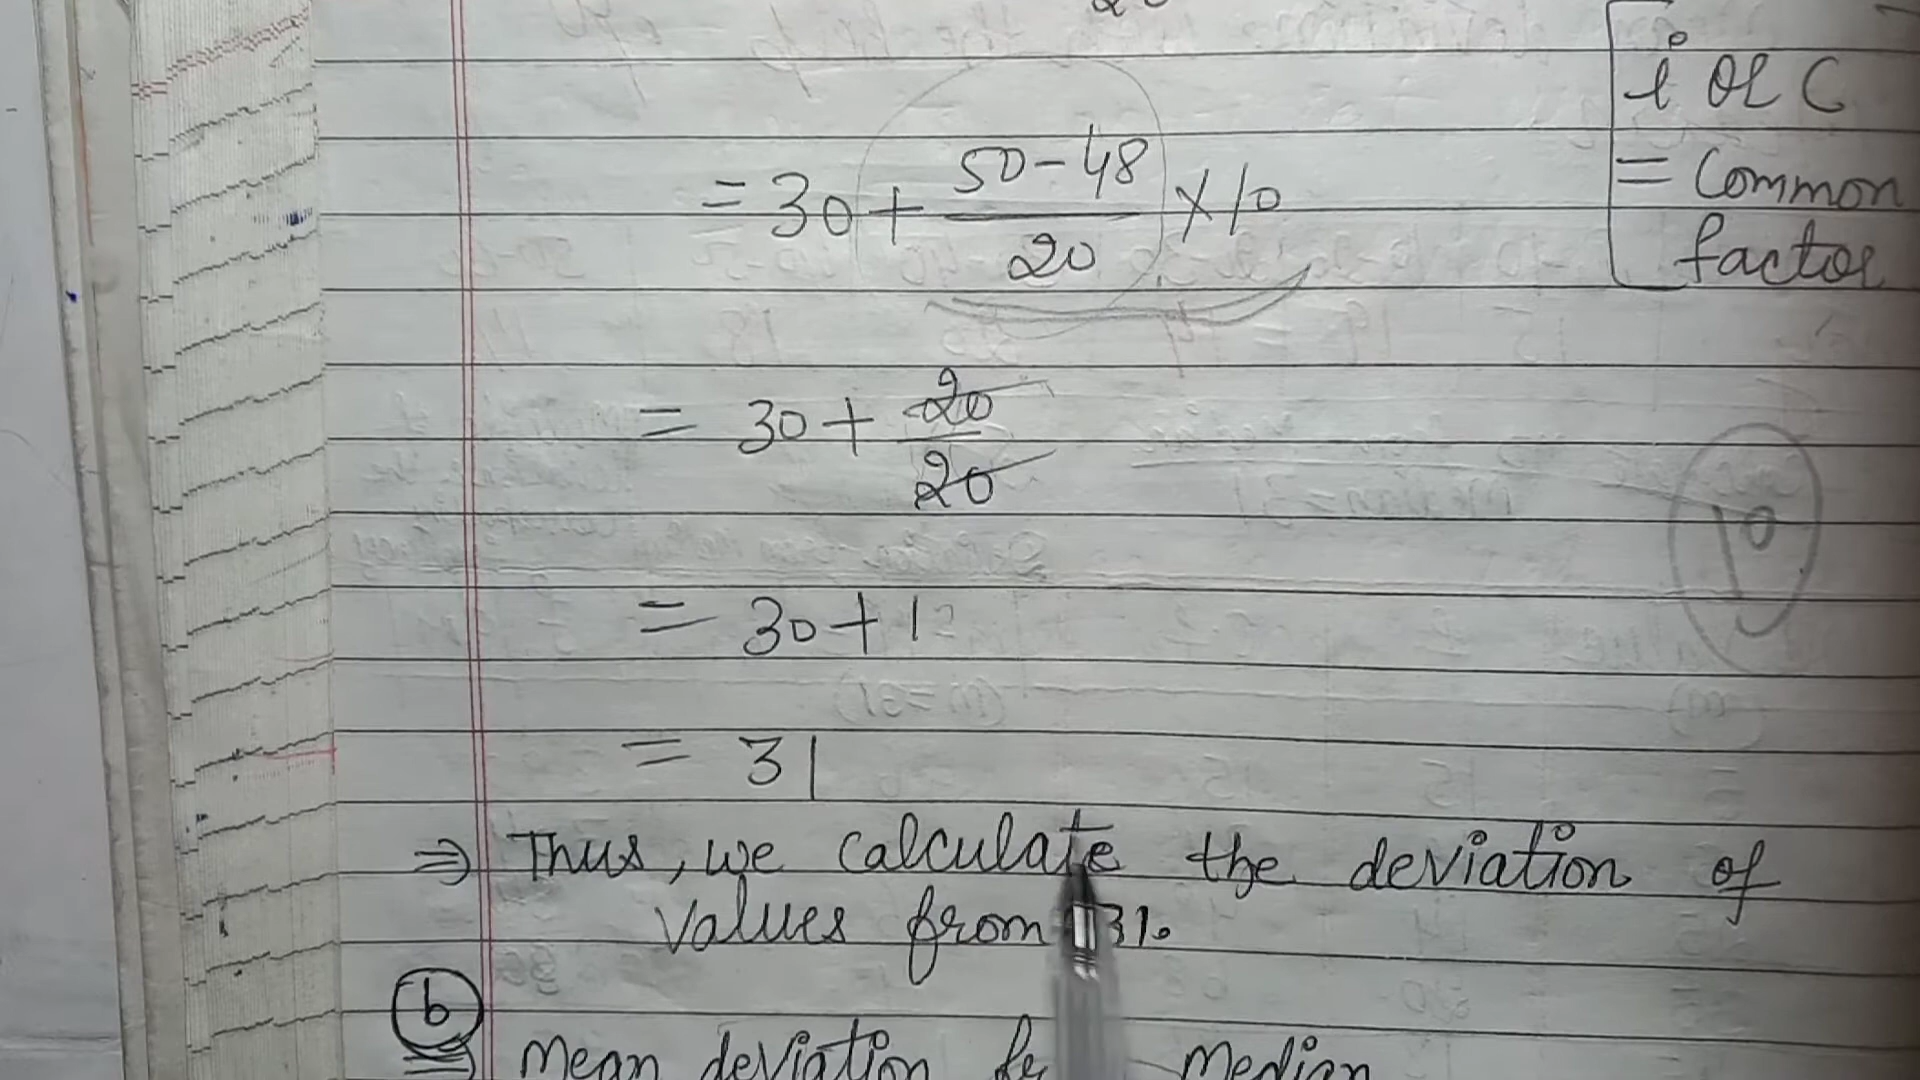 = 30 + 50-48/20 × 10
i or C
= Common
factor
= 30 + 20/20
10
= 30 + 1
= 31
⇒ Thus, we calculate the deviation of
values from 31.
(b)
⇒ Mean deviation median